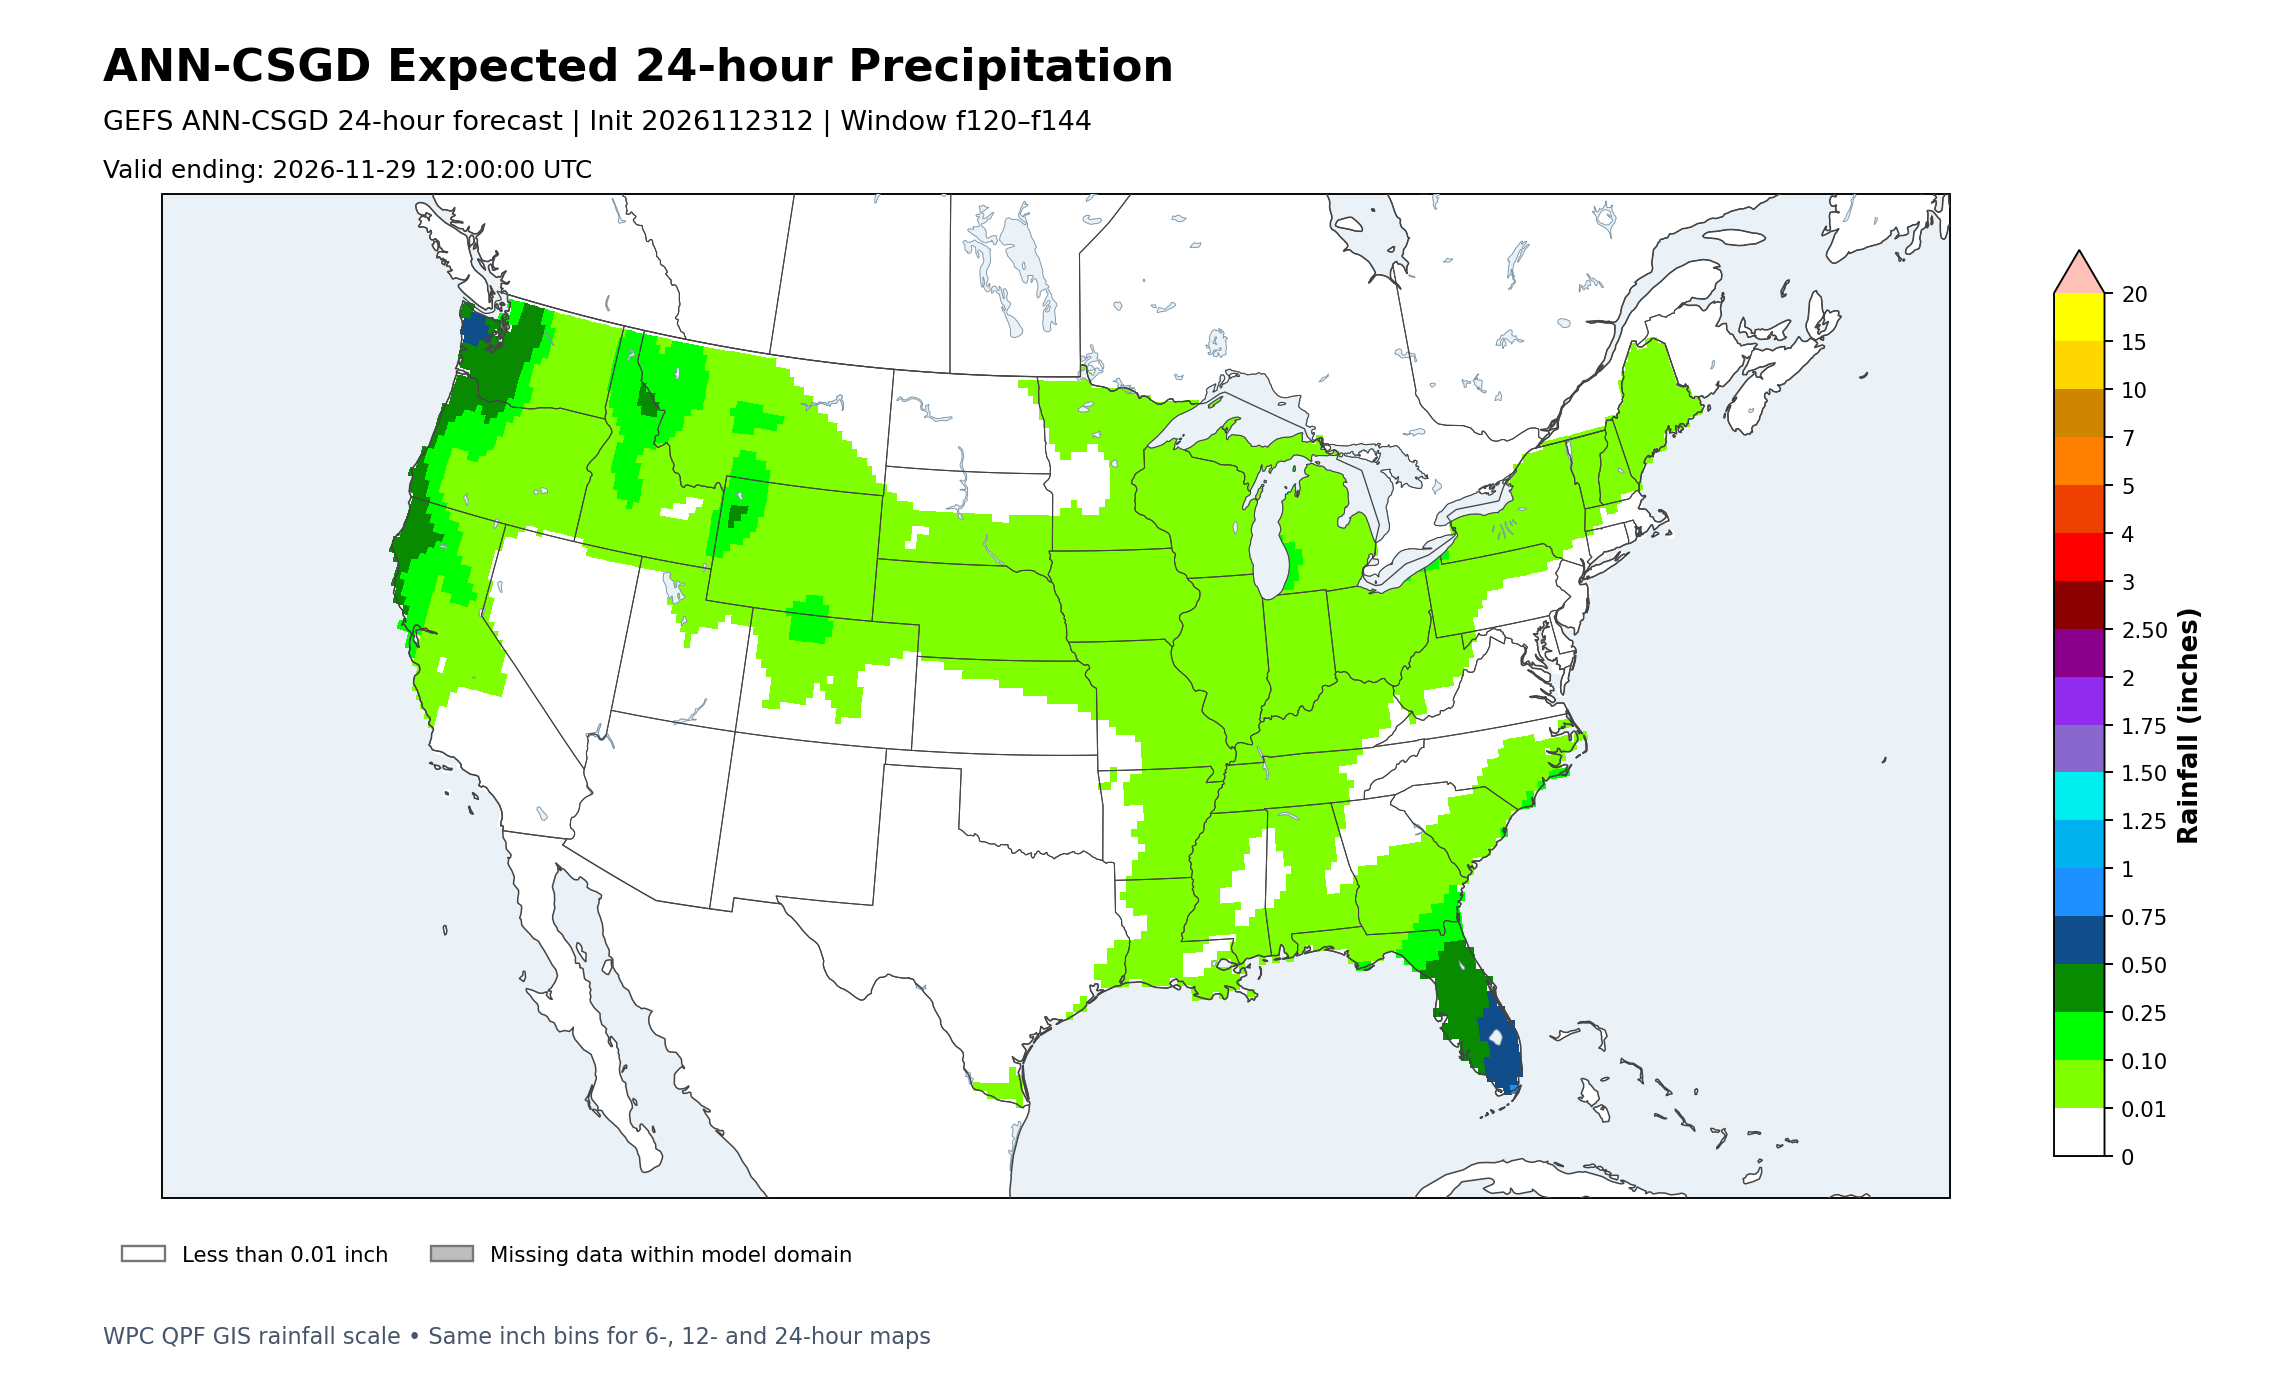 ANN-CSGD Expected 24-hour Precipitation
GEFS ANN-CSGD 24-hour forecast | Init 2026112312 | Window f120–f144
Valid ending: 2026-11-29 12:00:00 UTC
20
15
10
7
5
4
3
2.50
2
1.75
1.50
1.25
1
0.75
0.50
0.25
0.10
0.01
0
Rainfall (inches)
Less than 0.01 inch
Missing data within model domain
WPC QPF GIS rainfall scale • Same inch bins for 6-, 12- and 24-hour maps